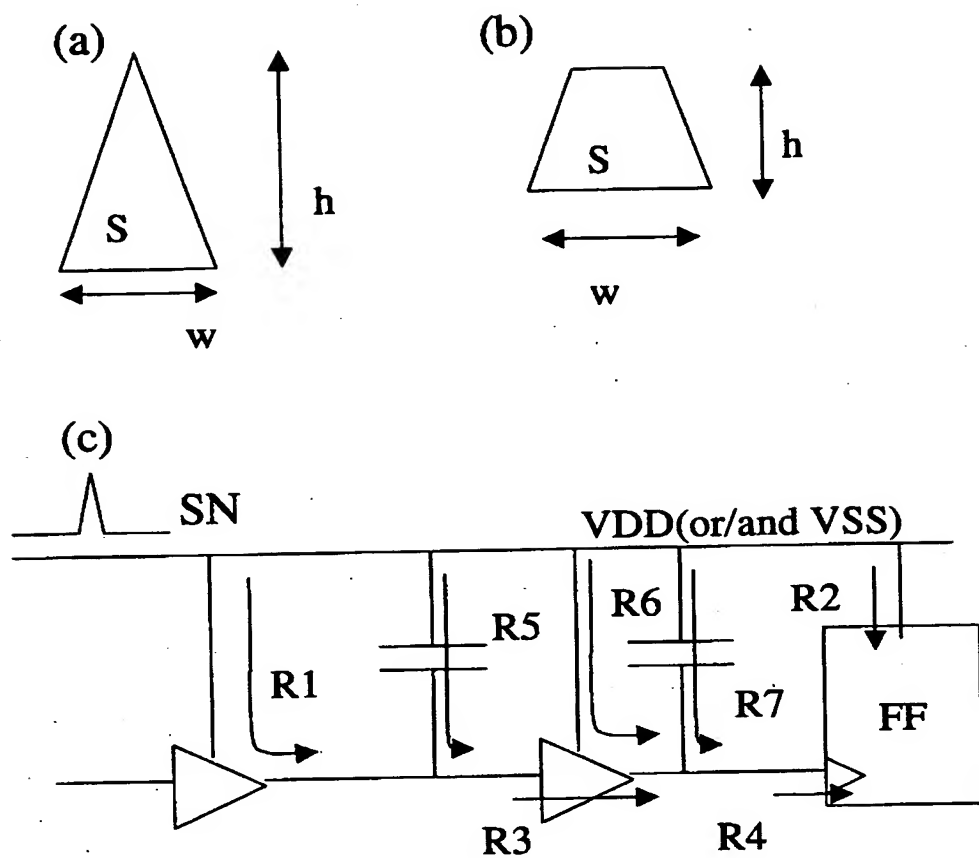 (a)
(b)
S
h
w
S
h
w
(c)
SN
VDD(or/and VSS)
R1
R5
R6
R2
R7
FF
R3
R4